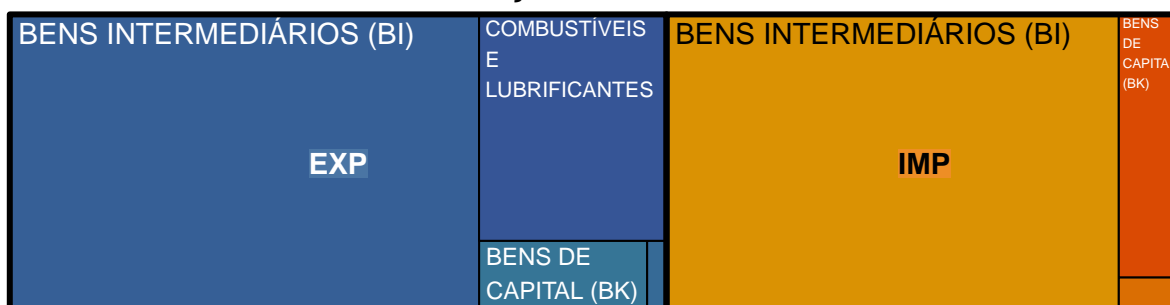 BENS INTERMEDIÁRIOS (BI)
COMBUSTÍVEIS
E
LUBRIFICANTES
EXP
BENS DE
CAPITAL (BK)
BENS INTERMEDIÁRIOS (BI)
IMP
BENS
DE
CAPITA
(BK)